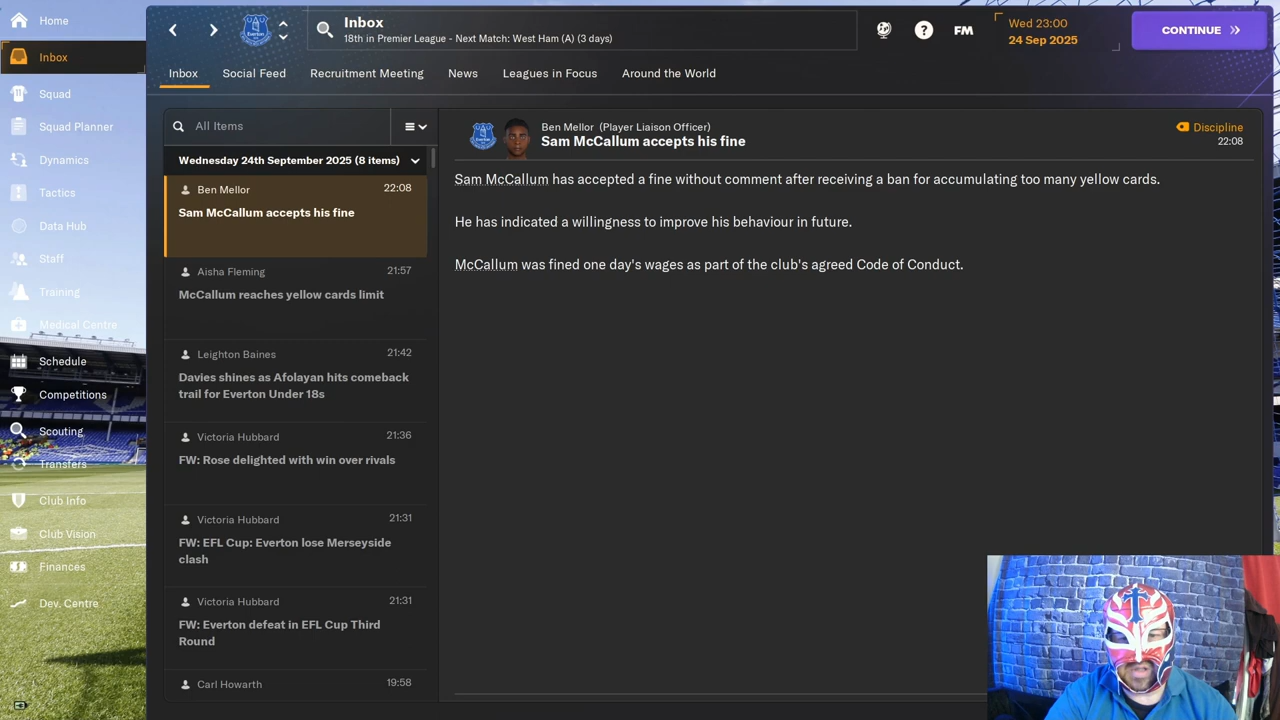 Home
Inbox
Squad
Squad Planner
Dynamics
Tactics
Data Hub
Staff
Training
Medical Centre
Schedule
Competitions
Scouting
Transfers
Club Info
Club Vision
Finances
Dev. Centre
Everton
Inbox
18th in Premier League - Next Match: West Ham (A) (3 days)
?
FM
Wed 23:00
24 Sep 2025
CONTINUE
Inbox Social Feed Recruitment Meeting News Leagues in Focus Around the World
All Items
Wednesday 24th September 2025 (8 items)
Ben Mellor 22:08
Sam McCallum accepts his fine
Aisha Fleming 21:57
McCallum reaches yellow cards limit
Leighton Baines 21:42
Davies shines as Afolayan hits comeback
trail for Everton Under 18s
Victoria Hubbard 21:36
FW: Rose delighted with win over rivals
Victoria Hubbard 21:31
FW: EFL Cup: Everton lose Merseyside
clash
Victoria Hubbard 21:31
FW: Everton defeat in EFL Cup Third
Round
Carl Howarth 19:58
Ben Mellor (Player Liaison Officer)
Sam McCallum accepts his fine
Discipline
22:08
Sam McCallum has accepted a fine without comment after receiving a ban for accumulating too many yellow cards.
He has indicated a willingness to improve his behaviour in future.
McCallum was fined one day's wages as part of the club's agreed Code of Conduct.